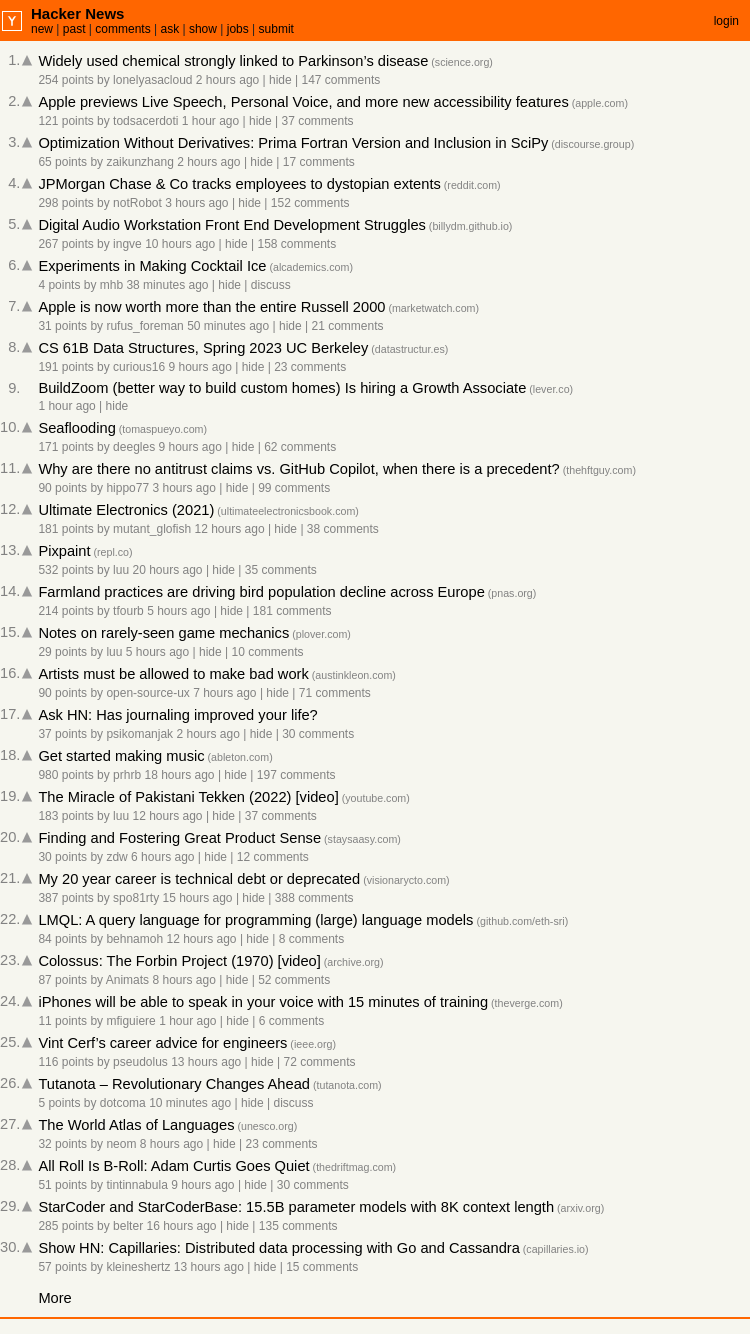 Y Hacker News login
new | past | comments | ask | show | jobs | submit
1. Widely used chemical strongly linked to Parkinson’s disease (science.org)
254 points by lonelyasacloud 2 hours ago | hide | 147 comments
2. Apple previews Live Speech, Personal Voice, and more new accessibility features (apple.com)
121 points by todsacerdoti 1 hour ago | hide | 37 comments
3. Optimization Without Derivatives: Prima Fortran Version and Inclusion in SciPy (discourse.group)
65 points by zaikunzhang 2 hours ago | hide | 17 comments
4. JPMorgan Chase & Co tracks employees to dystopian extents (reddit.com)
298 points by notRobot 3 hours ago | hide | 152 comments
5. Digital Audio Workstation Front End Development Struggles (billydm.github.io)
267 points by ingve 10 hours ago | hide | 158 comments
6. Experiments in Making Cocktail Ice (alcademics.com)
4 points by mhb 38 minutes ago | hide | discuss
7. Apple is now worth more than the entire Russell 2000 (marketwatch.com)
31 points by rufus_foreman 50 minutes ago | hide | 21 comments
8. CS 61B Data Structures, Spring 2023 UC Berkeley (datastructur.es)
191 points by curious16 9 hours ago | hide | 23 comments
9. BuildZoom (better way to build custom homes) Is hiring a Growth Associate (lever.co)
1 hour ago | hide
10. Seaflooding (tomaspueyo.com)
171 points by deegles 9 hours ago | hide | 62 comments
11. Why are there no antitrust claims vs. GitHub Copilot, when there is a precedent? (thehftguy.com)
90 points by hippo77 3 hours ago | hide | 99 comments
12. Ultimate Electronics (2021) (ultimateelectronicsbook.com)
181 points by mutant_glofish 12 hours ago | hide | 38 comments
13. Pixpaint (repl.co)
532 points by luu 20 hours ago | hide | 35 comments
14. Farmland practices are driving bird population decline across Europe (pnas.org)
214 points by tfourb 5 hours ago | hide | 181 comments
15. Notes on rarely-seen game mechanics (plover.com)
29 points by luu 5 hours ago | hide | 10 comments
16. Artists must be allowed to make bad work (austinkleon.com)
90 points by open-source-ux 7 hours ago | hide | 71 comments
17. Ask HN: Has journaling improved your life?
37 points by psikomanjak 2 hours ago | hide | 30 comments
18. Get started making music (ableton.com)
980 points by prhrb 18 hours ago | hide | 197 comments
19. The Miracle of Pakistani Tekken (2022) [video] (youtube.com)
183 points by luu 12 hours ago | hide | 37 comments
20. Finding and Fostering Great Product Sense (staysaasy.com)
30 points by zdw 6 hours ago | hide | 12 comments
21. My 20 year career is technical debt or deprecated (visionarycto.com)
387 points by spo81rty 15 hours ago | hide | 388 comments
22. LMQL: A query language for programming (large) language models (github.com/eth-sri)
84 points by behnamoh 12 hours ago | hide | 8 comments
23. Colossus: The Forbin Project (1970) [video] (archive.org)
87 points by Animats 8 hours ago | hide | 52 comments
24. iPhones will be able to speak in your voice with 15 minutes of training (theverge.com)
11 points by mfiguiere 1 hour ago | hide | 6 comments
25. Vint Cerf’s career advice for engineers (ieee.org)
116 points by pseudolus 13 hours ago | hide | 72 comments
26. Tutanota – Revolutionary Changes Ahead (tutanota.com)
5 points by dotcoma 10 minutes ago | hide | discuss
27. The World Atlas of Languages (unesco.org)
32 points by neom 8 hours ago | hide | 23 comments
28. All Roll Is B-Roll: Adam Curtis Goes Quiet (thedriftmag.com)
51 points by tintinnabula 9 hours ago | hide | 30 comments
29. StarCoder and StarCoderBase: 15.5B parameter models with 8K context length (arxiv.org)
285 points by belter 16 hours ago | hide | 135 comments
30. Show HN: Capillaries: Distributed data processing with Go and Cassandra (capillaries.io)
57 points by kleineshertz 13 hours ago | hide | 15 comments
More